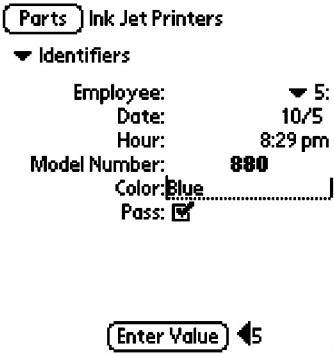 Parts Ink Jet Printers
Identifiers
Employee: 5:
Date: 10/5
Hour: 8:29 pm
Model Number: 880
Color: Blue
Pass:
Enter Value 5